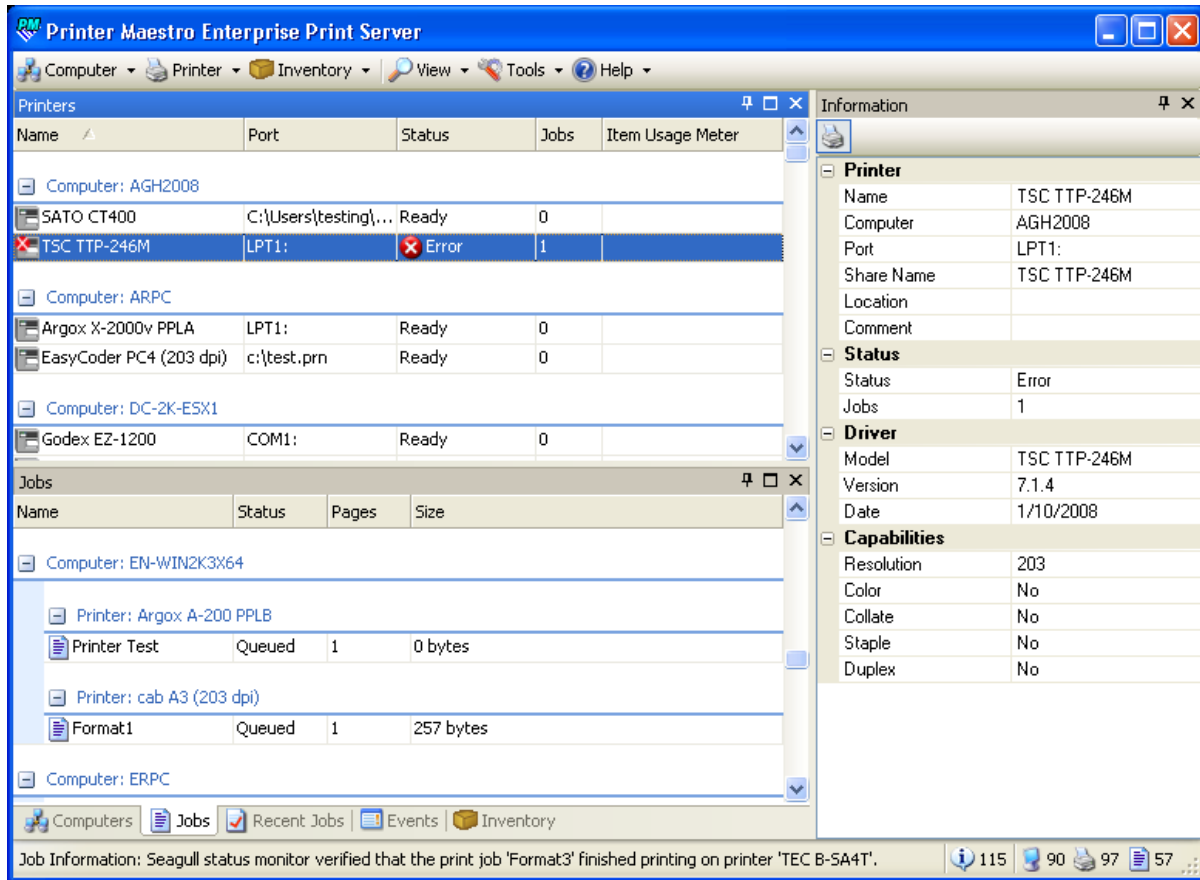 Printer Maestro Enterprise Print Server
Computer Printer Inventory View Tools Help
Printers
Name Port Status Jobs Item Usage Meter
Computer: AGH2008
SATO CT400 C:\Users\testing\... Ready 0
TSC TTP-246M LPT1: Error 1
Computer: ARPC
Argox X-2000v PPLA LPT1: Ready 0
EasyCoder PC4 (203 dpi) c:\test.prn Ready 0
Computer: DC-2K-ESX1
Godex EZ-1200 COM1: Ready 0
Jobs
Name Status Pages Size
Computer: EN-WIN2K3X64
Printer: Argox A-200 PPLB
Printer Test Queued 1 0 bytes
Printer: cab A3 (203 dpi)
Format1 Queued 1 257 bytes
Computer: ERPC
Computers Jobs Recent Jobs Events Inventory
Information
Printer
Name TSC TTP-246M
Computer AGH2008
Port LPT1:
Share Name TSC TTP-246M
Location
Comment
Status
Status Error
Jobs 1
Driver
Model TSC TTP-246M
Version 7.1.4
Date 1/10/2008
Capabilities
Resolution 203
Color No
Collate No
Staple No
Duplex No
Job Information: Seagull status monitor verified that the print job 'Format3' finished printing on printer 'TEC B-SA4T'. 115 90 97 57